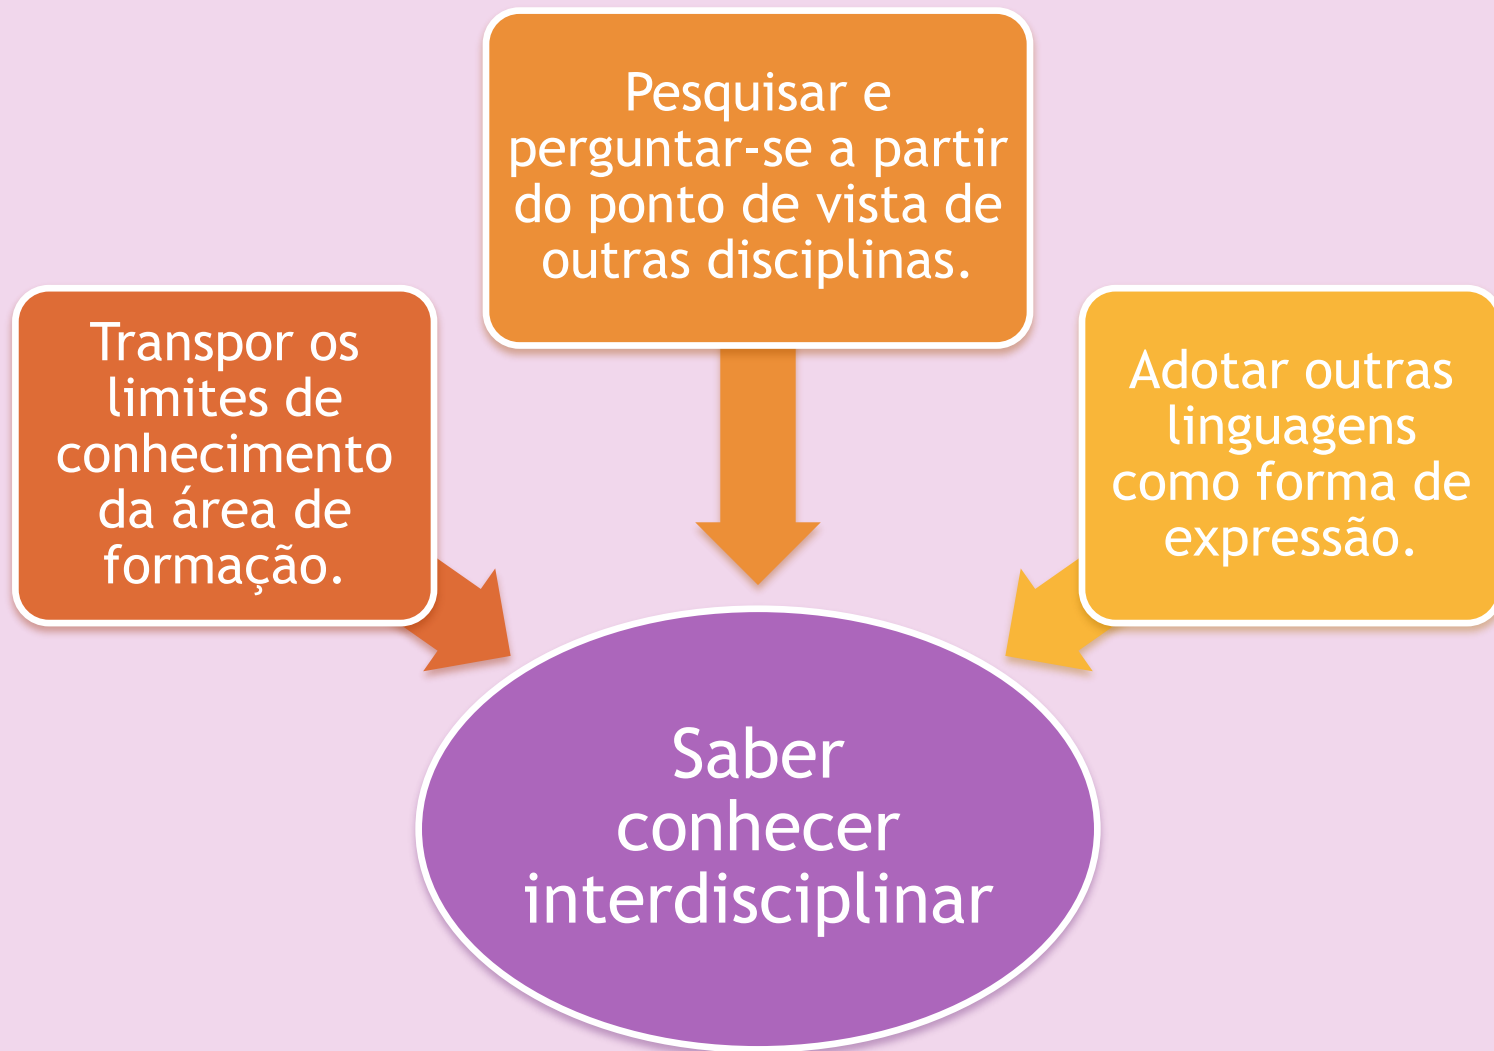 Pesquisar e
perguntar-se a partir
do ponto de vista de
outras disciplinas.
Transpor os
limites de
conhecimento
da área de
formação.
Adotar outras
linguagens
como forma de
expressão.
Saber
conhecer
interdisciplinar